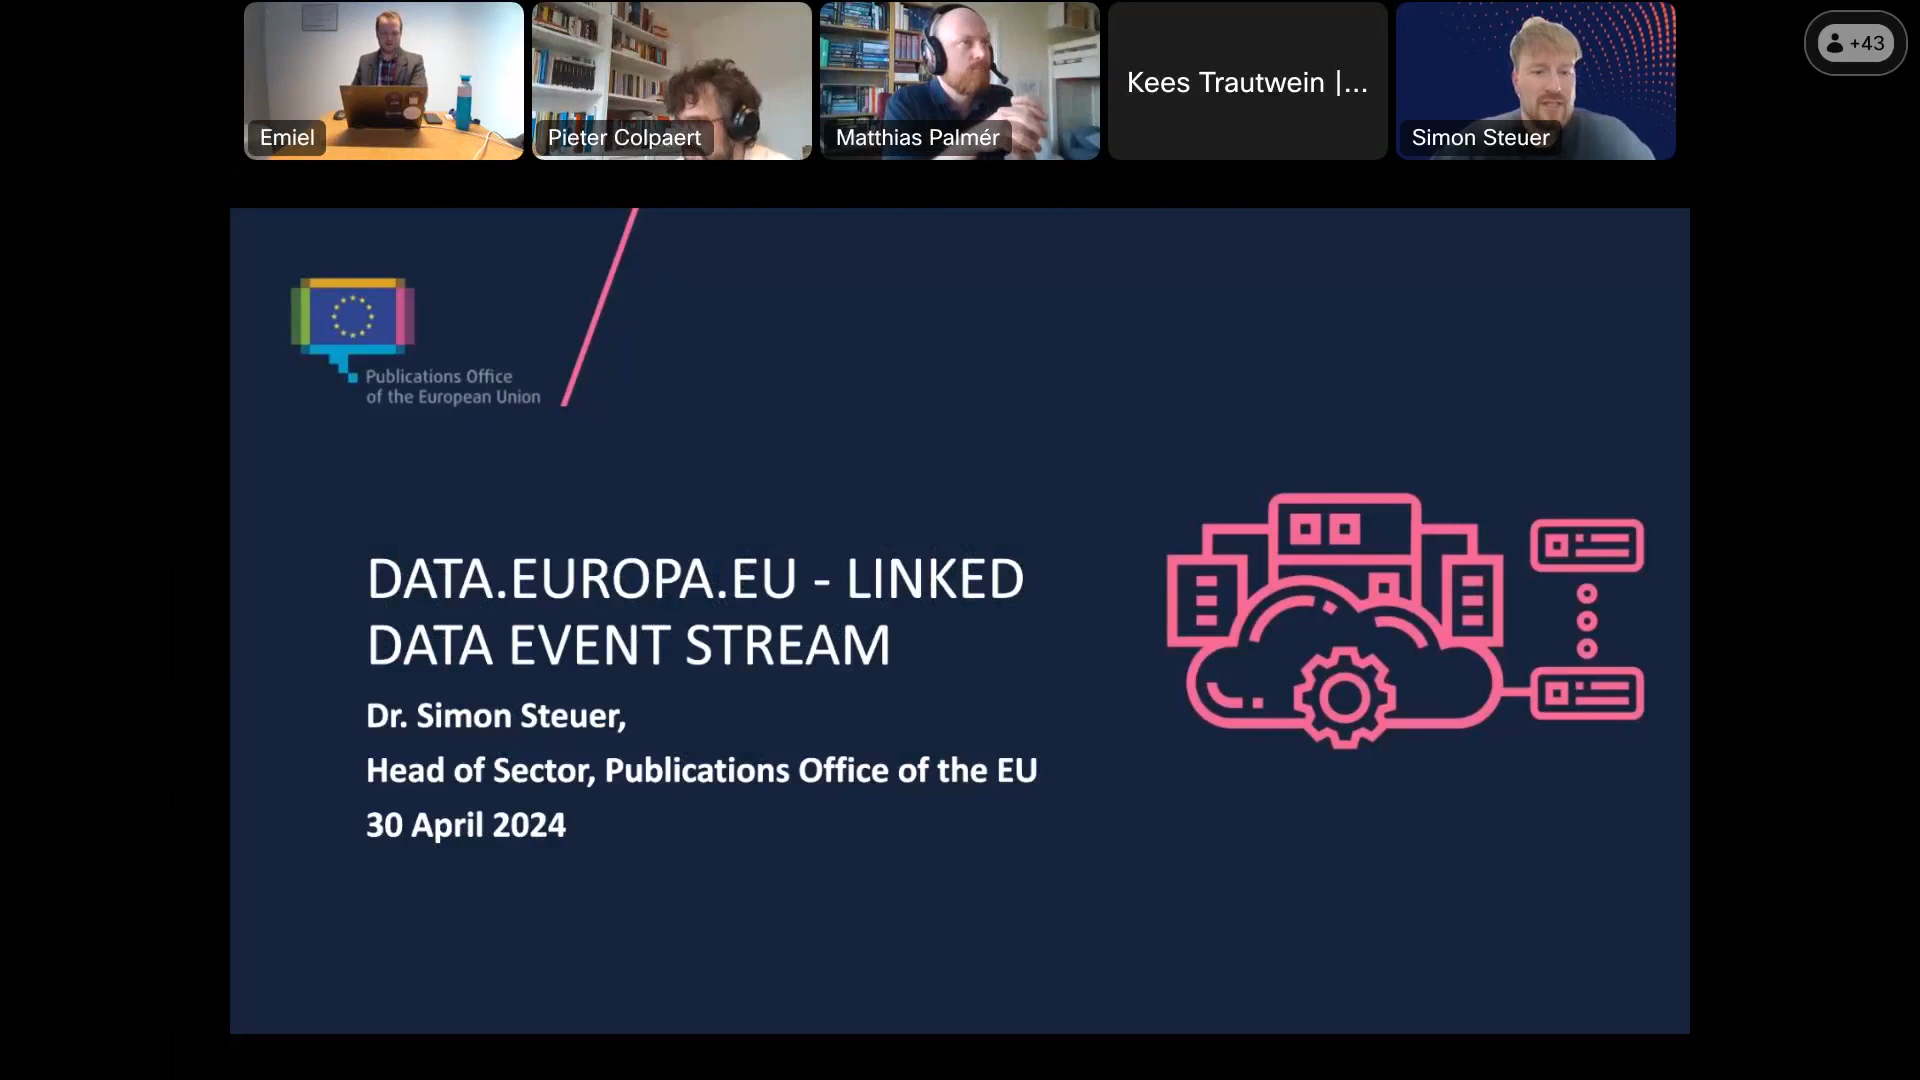 Emiel
Pieter Colpaert
Matthias Palmér
Kees Trautwein |...
Simon Steuer
+43
Publications Office
of the European Union
DATA.EUROPA.EU - LINKED
DATA EVENT STREAM
Dr. Simon Steuer,
Head of Sector, Publications Office of the EU
30 April 2024